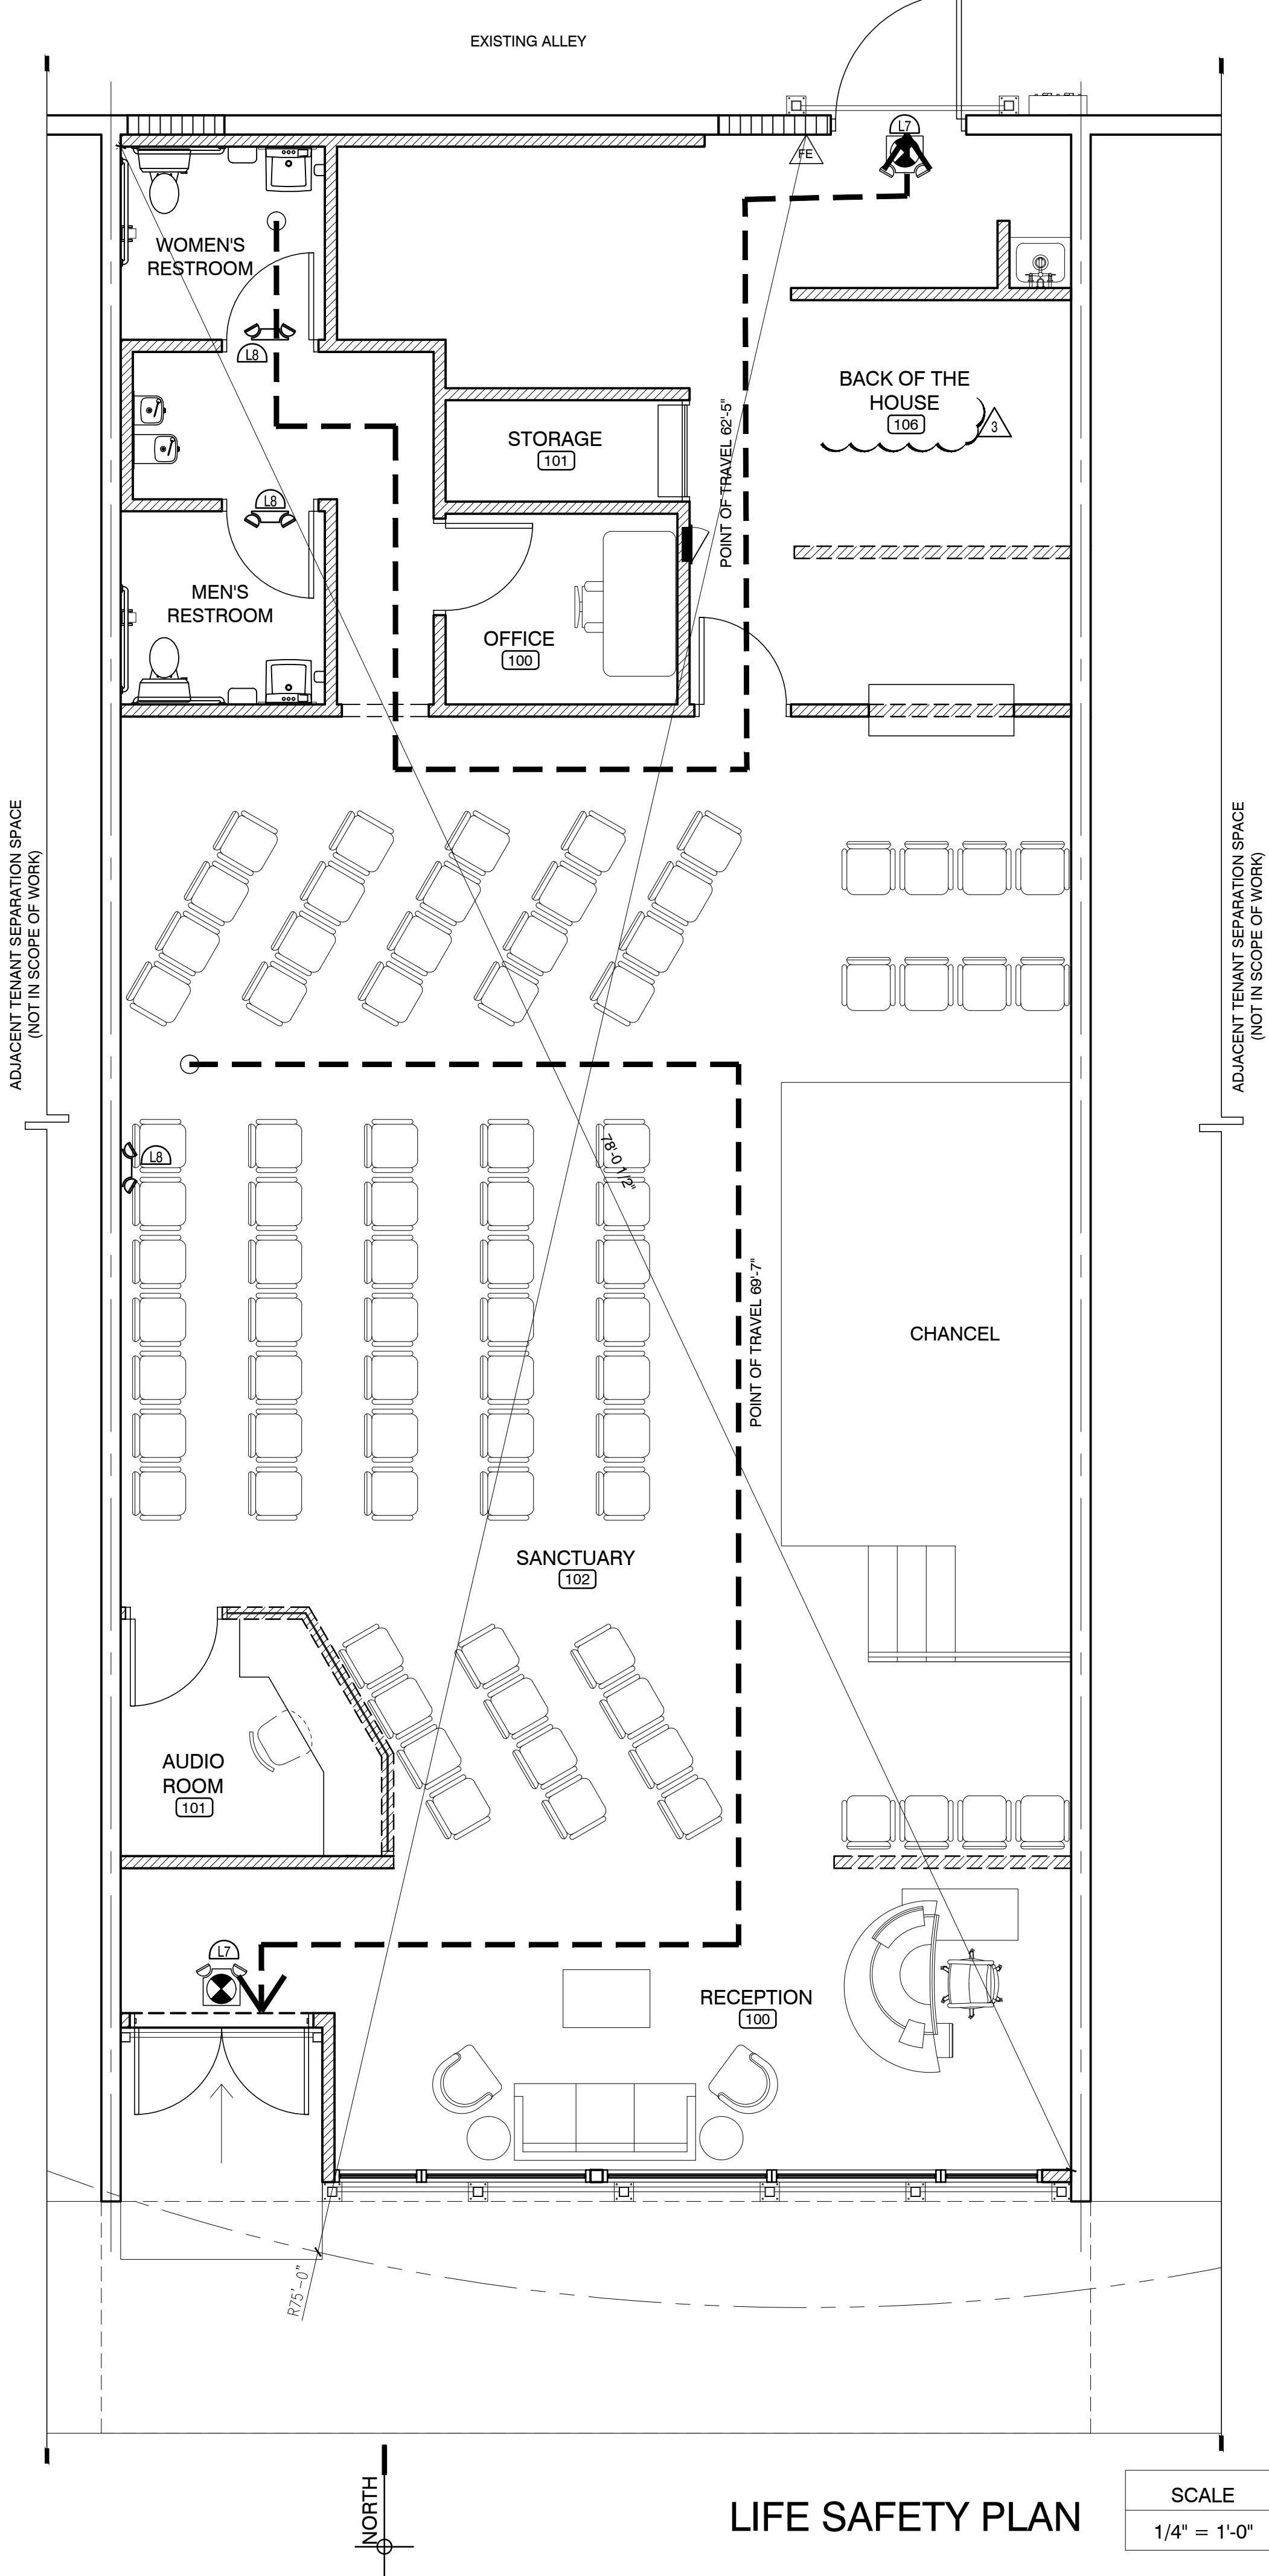 EXISTING ALLEY
L7
FE
WOMEN'S
RESTROOM
L8
BACK OF THE
HOUSE
106
3
STORAGE
101
POINT OF TRAVEL 62'-5"
L8
MEN'S
RESTROOM
OFFICE
100
ADJACENT TENANT SEPARATION SPACE
(NOT IN SCOPE OF WORK)
ADJACENT TENANT SEPARATION SPACE
(NOT IN SCOPE OF WORK)
L8
78'-0 1/2"
POINT OF TRAVEL 69'-7"
CHANCEL
SANCTUARY
102
AUDIO
ROOM
101
L7
RECEPTION
100
R75'-0"
NORTH
LIFE SAFETY PLAN
SCALE
1/4" = 1'-0"